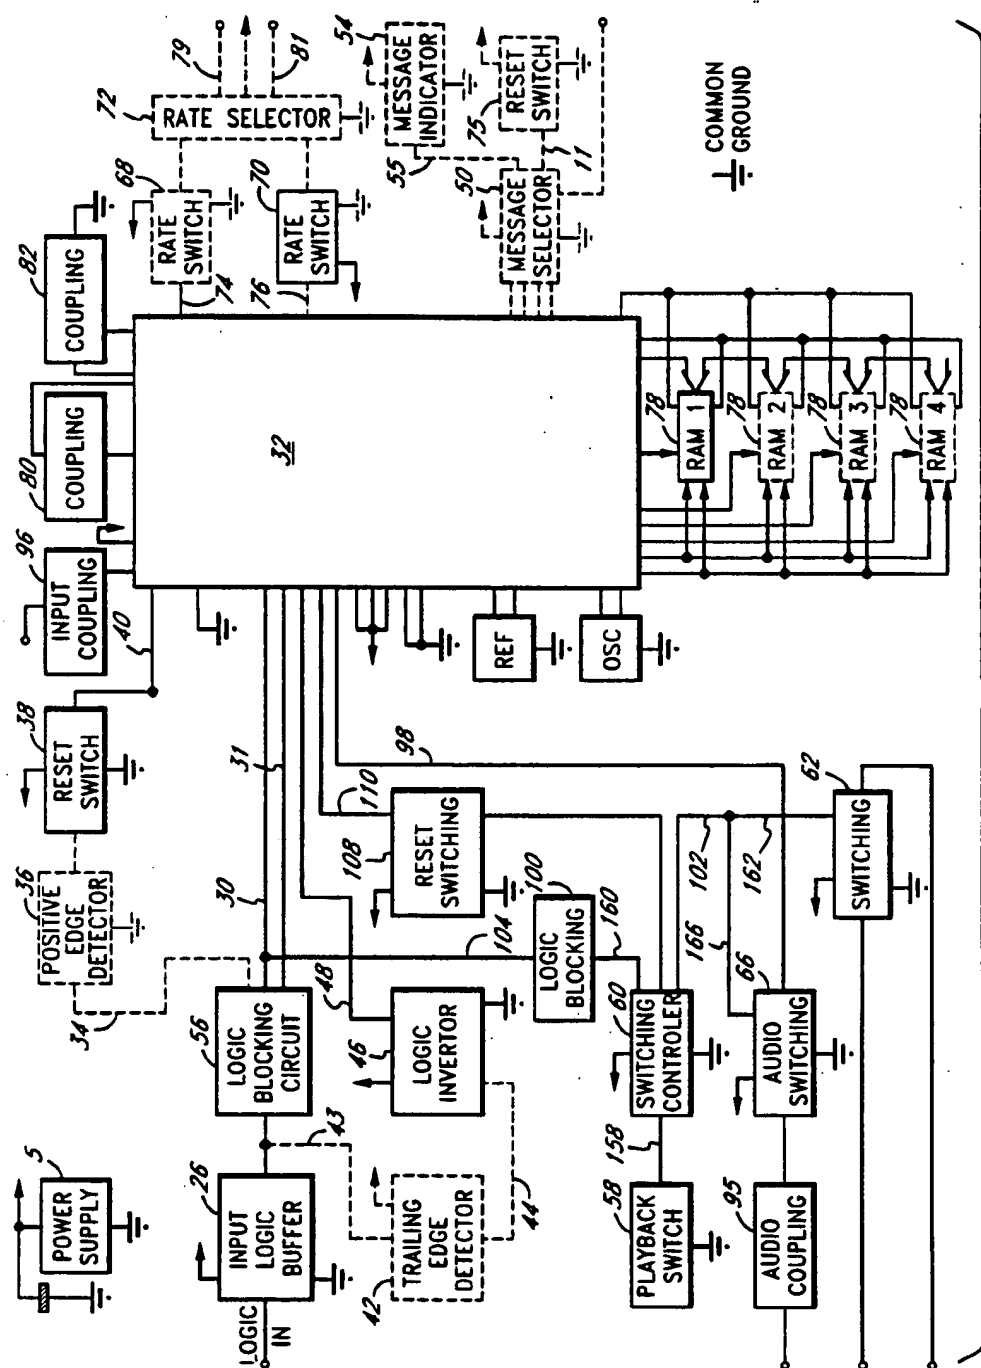 POWER
SUPPLY
5
LOGIC
IN
INPUT
LOGIC
BUFFER
26
43
TRAILING
EDGE
DETECTOR
42
44
LOGIC
BLOCKING
CIRCUIT
56
34
POSITIVE
EDGE
DETECTOR
36
RESET
SWITCH
38
40
INPUT
COUPLING
96
COUPLING
80
COUPLING
82
30
31
48
LOGIC
INVERTOR
46
104
LOGIC
BLOCKING
100
160
RESET
SWITCHING
108
110
98
PLAYBACK
SWITCH
58
158
SWITCHING
CONTROLER
60
AUDIO
COUPLING
95
AUDIO
SWITCHING
66
166
102
162
SWITCHING
62
REF
OSC
32
RATE
SWITCH
68
74
RATE
SWITCH
70
76
RATE SELECTOR
72
79
81
MESSAGE
SELECTOR
50
55
MESSAGE
INDICATOR
54
RESET
SWITCH
75
11
RAM 1
78
RAM 2
78
RAM 3
78
RAM 4
78
COMMON
GROUND